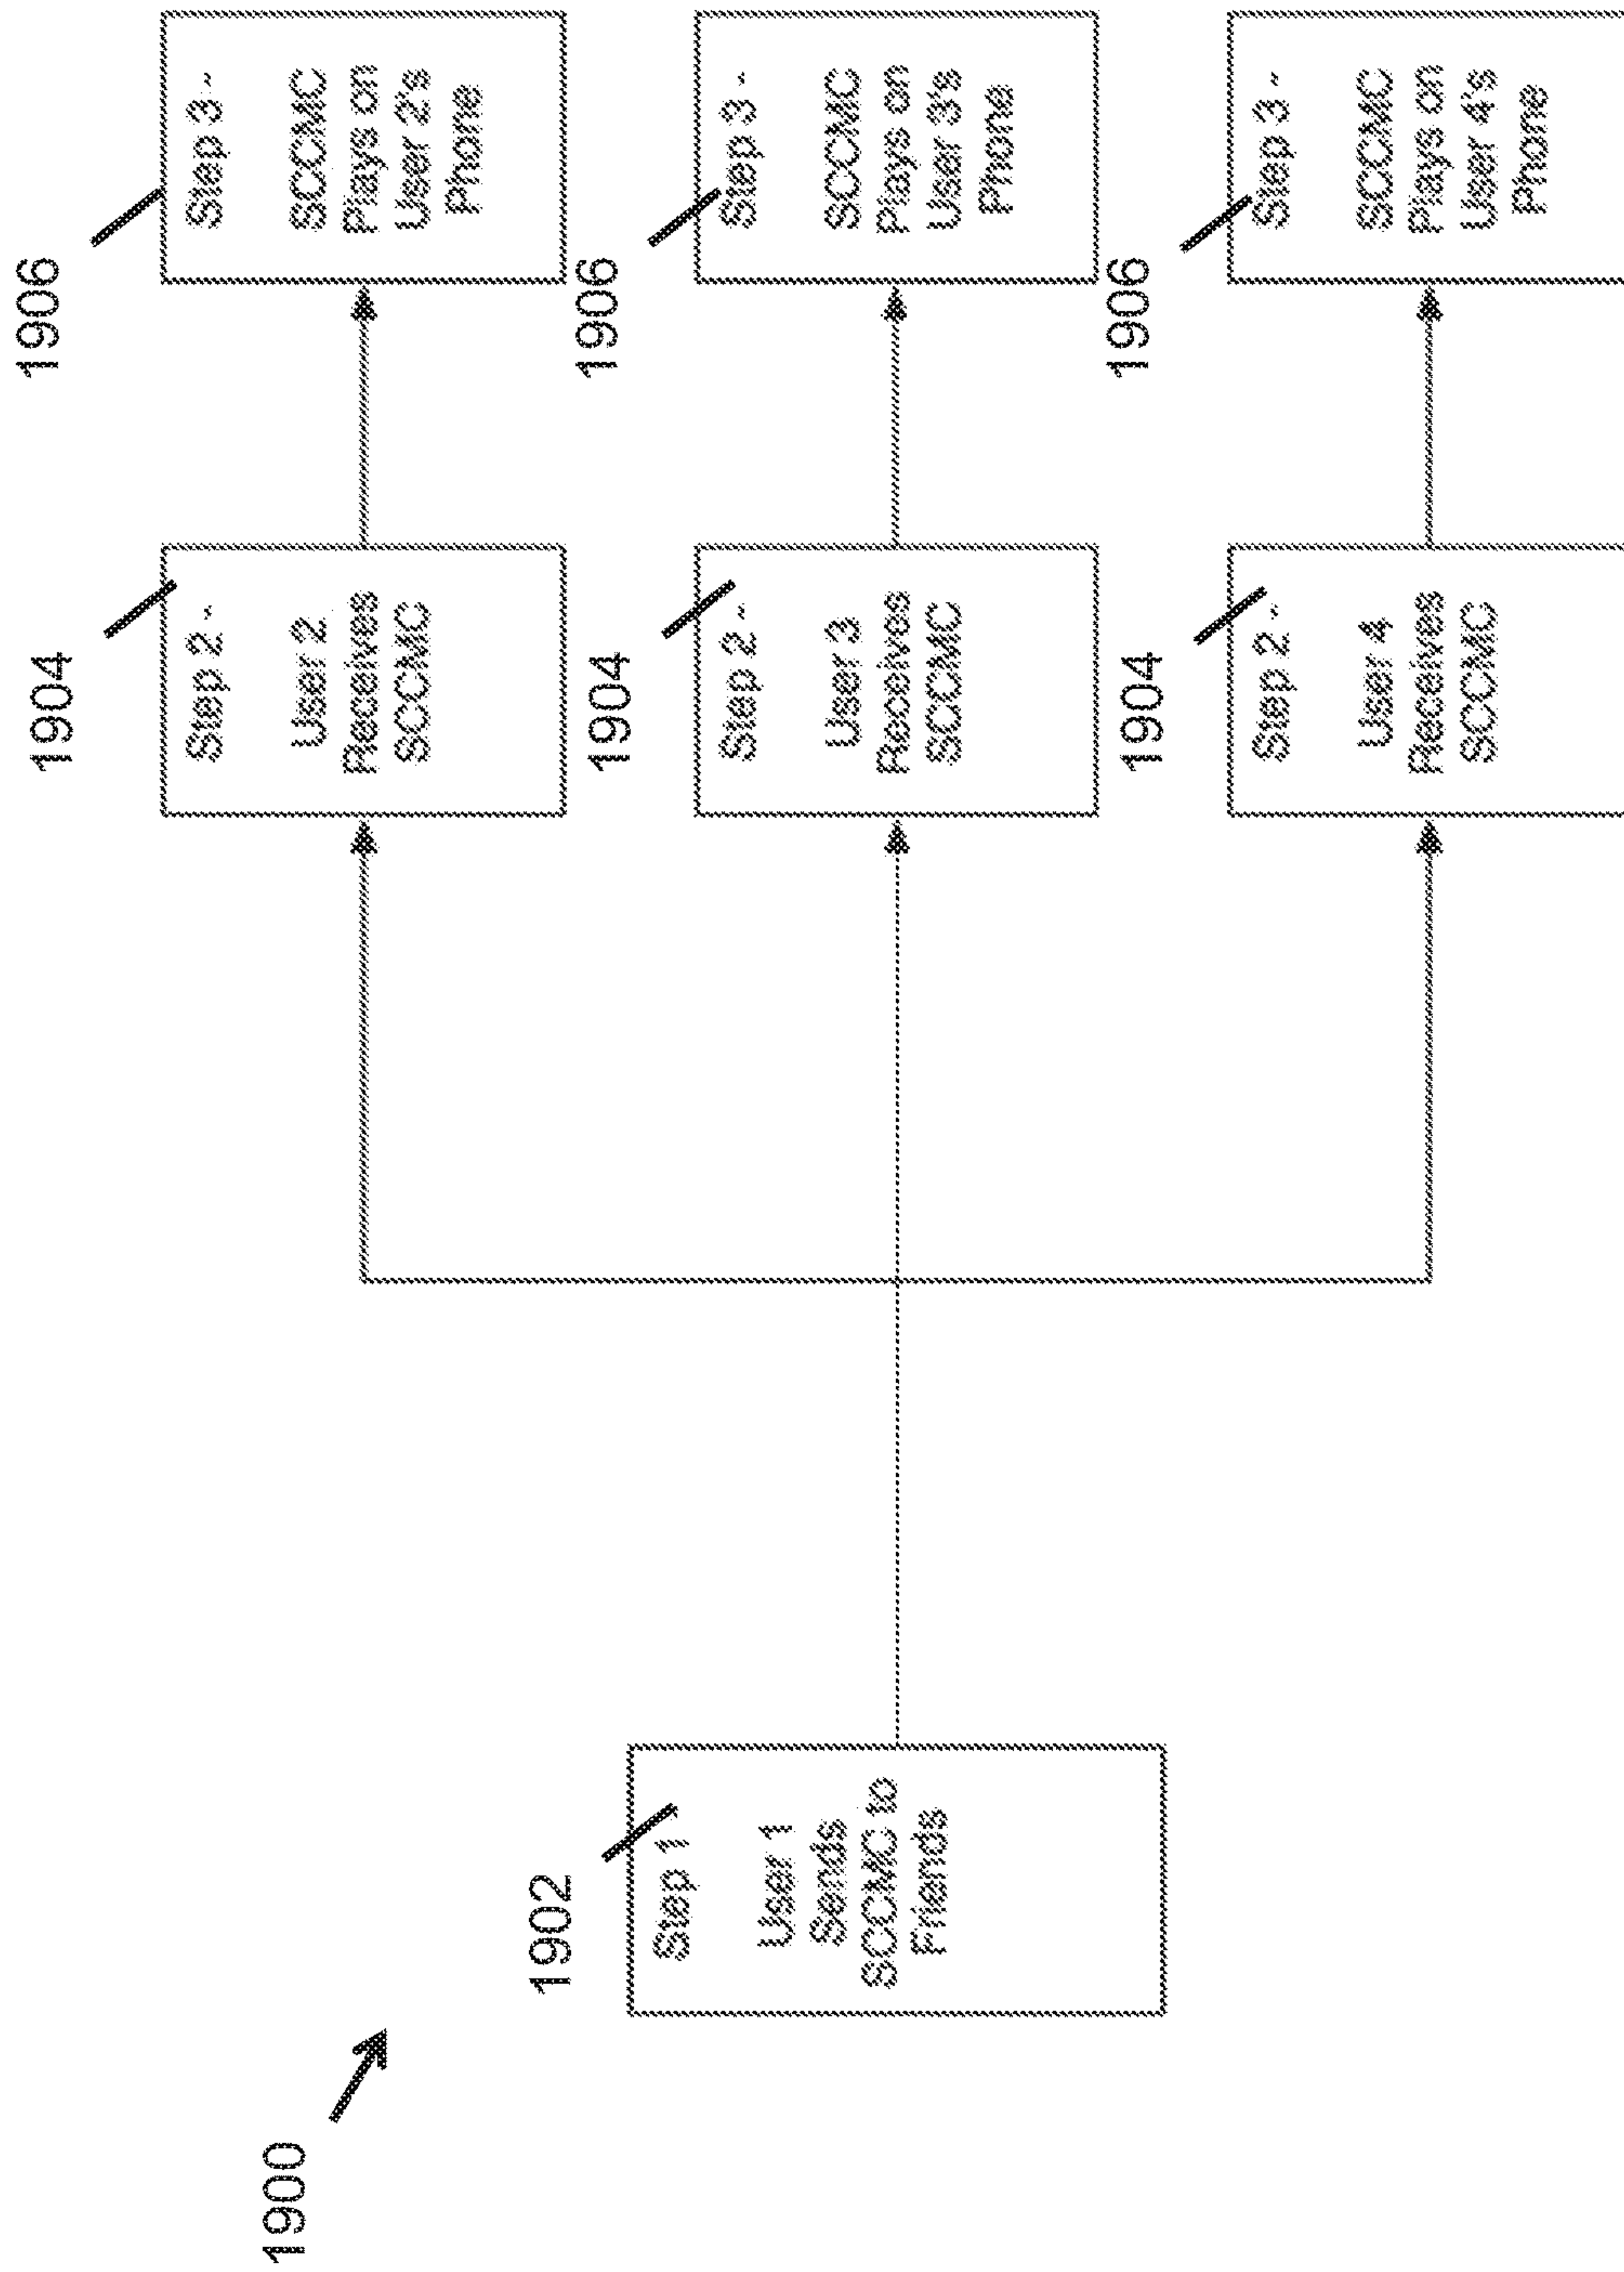 1900
1902
Step 1
User 1
Sends
SCCMC to
Friends
1904
Step 2 -
User 2
Receives
SCCMC
1906
Step 3 -
SCCMC
Plays on
User 2's
Phone
1904
Step 2 -
User 3
Receives
SCCMC
1906
Step 3 -
SCCMC
Plays on
User 3's
Phone
1904
Step 2 -
User 4
Receives
SCCMC
1906
Step 3 -
SCCMC
Plays on
User 4's
Phone